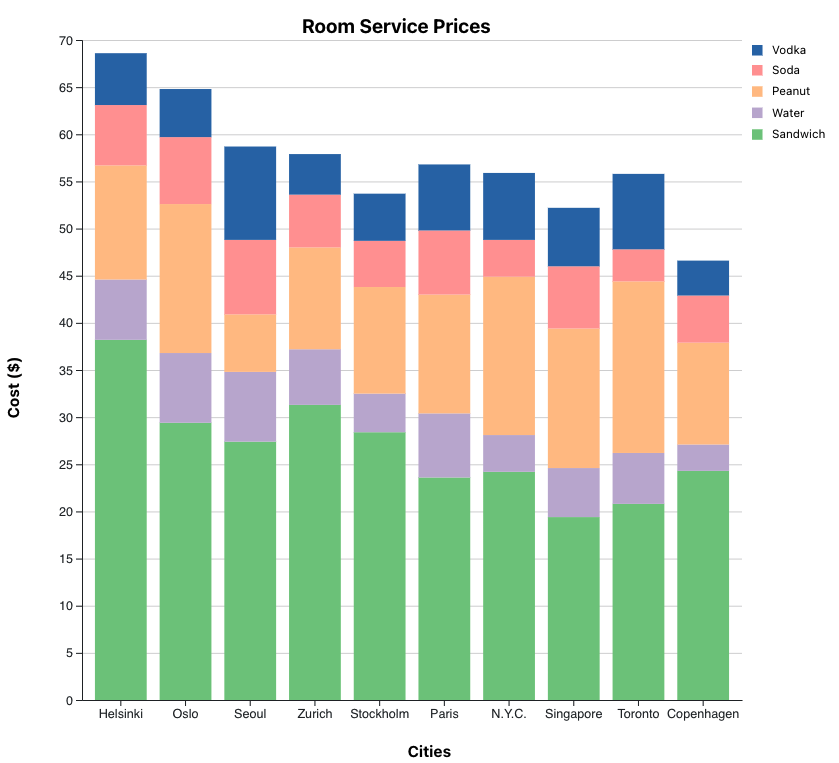 Room Service Prices
Vodka
Soda
Peanut
Water
Sandwich
Cost ($)
70
65
60
55
50
45
40
35
30
25
20
15
10
5
0
Helsinki Oslo Seoul Zurich Stockholm Paris N.Y.C. Singapore Toronto Copenhagen
Cities